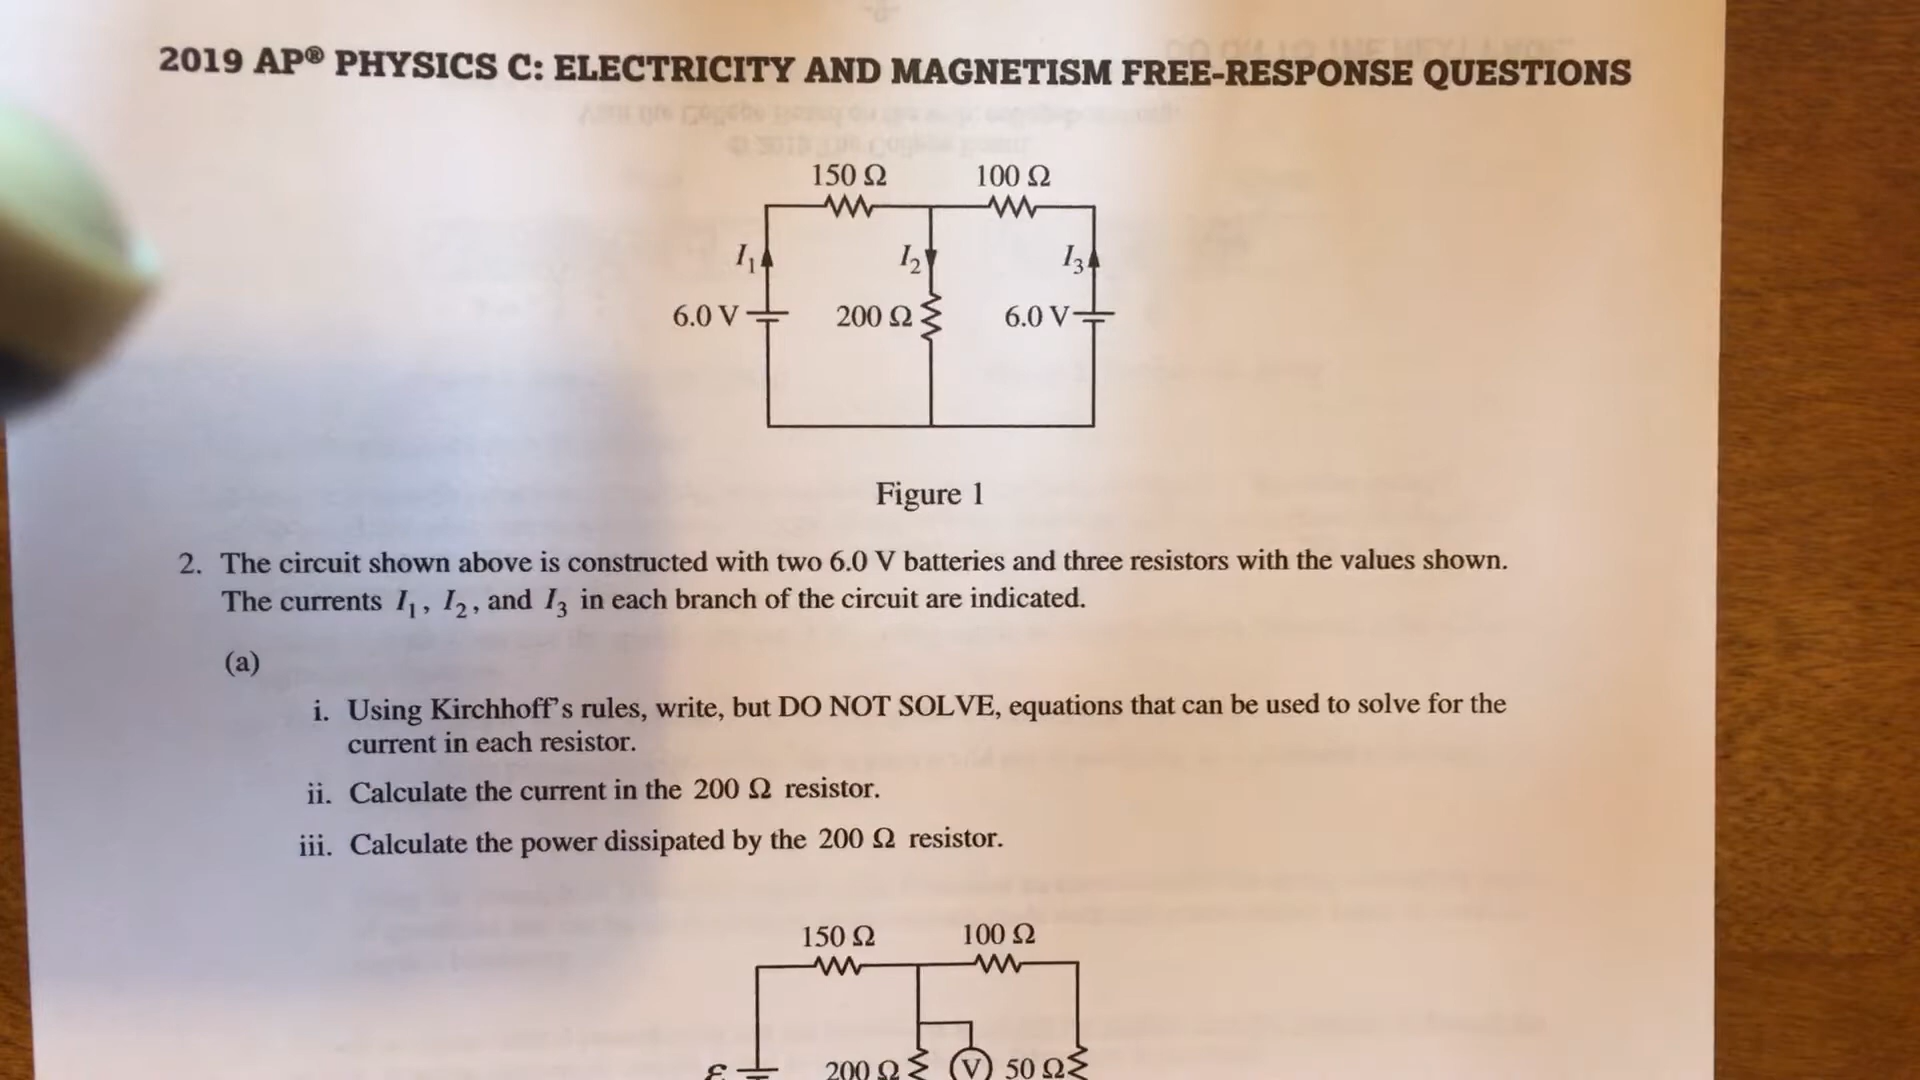 2019 AP® PHYSICS C: ELECTRICITY AND MAGNETISM FREE-RESPONSE QUESTIONS
150 Ω 100 Ω
I₁ I₂ I₃
6.0 V 200 Ω 6.0 V
Figure 1
2. The circuit shown above is constructed with two 6.0 V batteries and three resistors with the values shown.
The currents I₁, I₂, and I₃ in each branch of the circuit are indicated.
(a)
i. Using Kirchhoff's rules, write, but DO NOT SOLVE, equations that can be used to solve for the
current in each resistor.
ii. Calculate the current in the 200 Ω resistor.
iii. Calculate the power dissipated by the 200 Ω resistor.
150 Ω 100 Ω
ℰ 200 Ω V 50 Ω